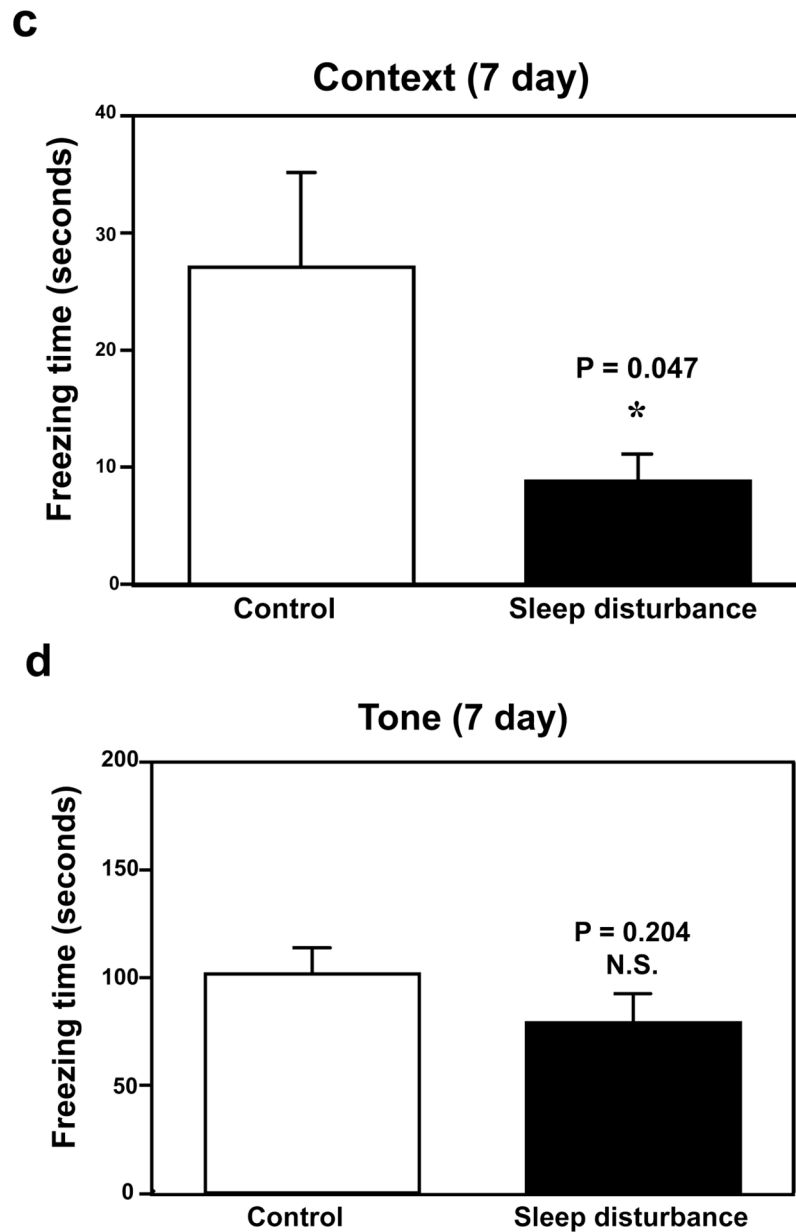 c
Context (7 day)
Freezing time (seconds)
40
30
20
10
0
P = 0.047
*
Control
Sleep disturbance
d
Tone (7 day)
Freezing time (seconds)
200
150
100
50
0
P = 0.204
N.S.
Control
Sleep disturbance